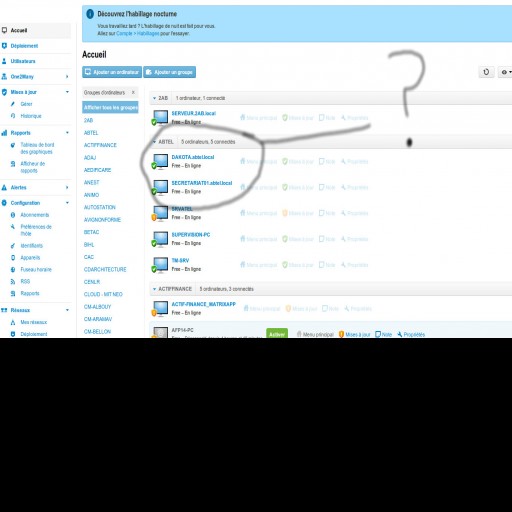 Découvrez l'habillage nocturne
Vous travaillez tard ? L'habillage de nuit est fait pour vous.
Allez sur Compte > Habillages pour l'essayer.
Accueil
Déploiement
Utilisateurs
One2Many
Mises à jour
Gérer
Historique
Rapports
Tableau de bord
des graphiques
Afficheur de
rapports
Alertes
Configuration
Abonnements
Préférences de
l'hôte
Identifiants
Appareils
Fuseau horaire
RSS
Rapports
Réseaux
Mes réseaux
Déploiement
Accueil
Ajouter un ordinateur
Ajouter un groupe
Groupes d'ordinateurs
Afficher tous les groupes
2AB
ABTEL
ACTIFFINANCE
ADAJ
AEDIFICARE
ANEST
ANIMO
AUTOSTATION
AVIGNONFORME
BETAC
BIHL
CAC
CDARCHITECTURE
CENLR
CLOUD - MIT NEO
CM-ALBOUY
CM-ARAMAV
CM-BELLON
2AB 1 ordinateur, 1 connecté
SERVEUR.2AB.local
Free - En ligne
Menu principal Mises à jour Note Propriétés
ABTEL 5 ordinateurs, 5 connectés
DAKOTA.abtel.local
Free - En ligne
Menu principal Mises à jour Note Propriétés
SECRETARIAT01.abtel.local
Free - En ligne
Menu principal Mises à jour Note Propriétés
SRVATEL
Free - En ligne
Menu principal Mises à jour Note Propriétés
SUPERVISION-PC
Free - En ligne
Menu principal Mises à jour Note Propriétés
TM-SRV
Free - En ligne
Menu principal Mises à jour Note Propriétés
ACTIFFINANCE 5 ordinateurs, 3 connectés
ACTIF-FINANCE_MATRIXAPP
Free - En ligne
Menu principal Mises à jour Note Propriétés
AFF14-PC
Activer Menu principal Mises à jour Note Propriétés
?